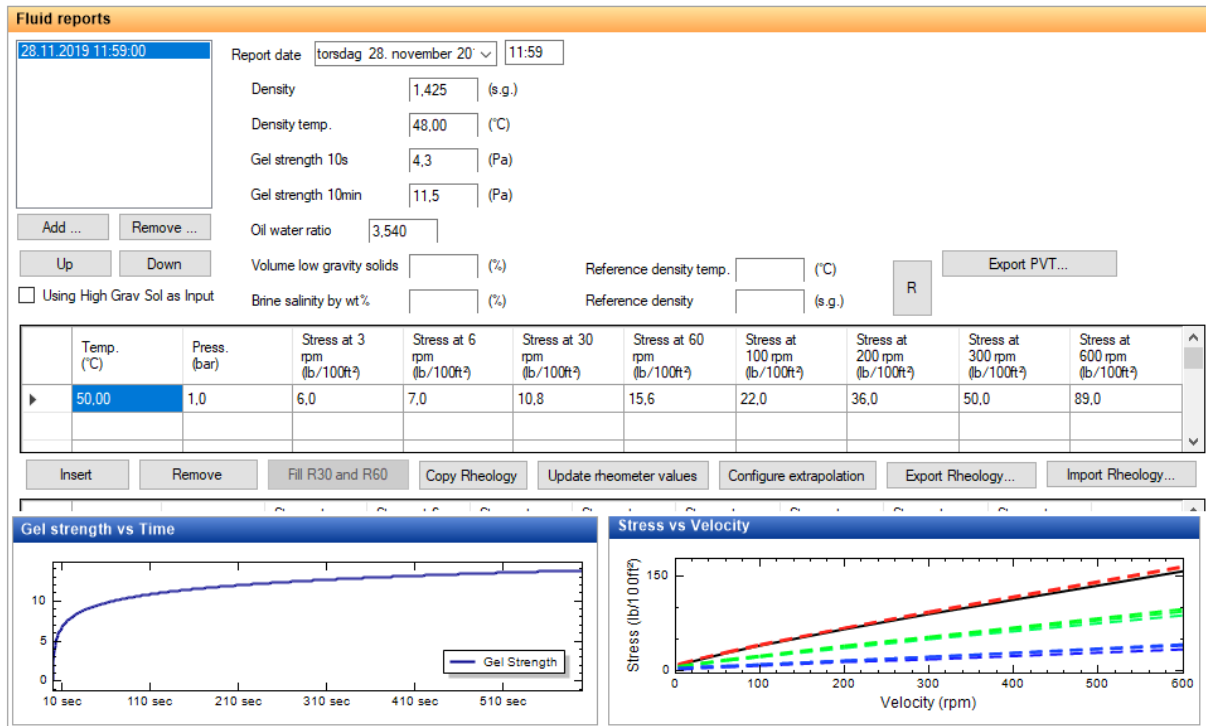 Fluid reports
28.11.2019 11:59:00
Report date torsdag 28. november 20 11:59
Density 1,425 (s.g.)
Density temp. 48,00 (°C)
Gel strength 10s 4,3 (Pa)
Gel strength 10min 11,5 (Pa)
Add ... Remove ... Oil water ratio 3,540
Up Down Volume low gravity solids (%) Reference density temp. (°C) R Export PVT...
Using High Grav Sol as Input Brine salinity by wt% (%) Reference density (s.g.)
Temp. (°C) Press. (bar) Stress at 3 rpm (lb/100ft²) Stress at 6 rpm (lb/100ft²) Stress at 30 rpm (lb/100ft²) Stress at 60 rpm (lb/100ft²) Stress at 100 rpm (lb/100ft²) Stress at 200 rpm (lb/100ft²) Stress at 300 rpm (lb/100ft²) Stress at 600 rpm (lb/100ft²)
50,00 1,0 6,0 7,0 10,8 15,6 22,0 36,0 50,0 89,0
Insert Remove Fill R30 and R60 Copy Rheology Update rheometer values Configure extrapolation Export Rheology... Import Rheology...
Gel strength vs Time
10
5
0
Gel Strength
10 sec 110 sec 210 sec 310 sec 410 sec 510 sec
Stress vs Velocity
Stress (lb/100ft²)
150
0
0 100 200 300 400 500 600
Velocity (rpm)